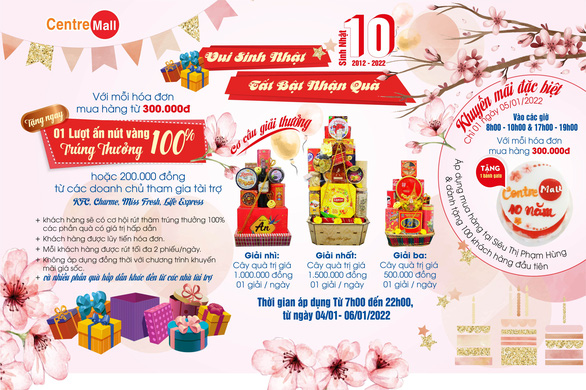 Centre Mall
Vui Sinh Nhật
Tất Bật Nhận Quà
Sinh Nhật
10
2012 - 2022
Với mỗi hóa đơn
mua hàng từ 300.000đ
Tặng ngay
01 Lượt ấn nút vàng
Trúng Thưởng 100%
hoặc 200.000 đồng
từ các doanh chủ tham gia tài trợ
KFC, Charme, Miss Fresh, Life Express
+ khách hàng sẽ có cơ hội rút thăm trúng thưởng 100%
các phần quà có giá trị hấp dẫn
+ Khách hàng được lũy tiến hóa đơn.
+ Mỗi khách hàng được rút tối đa 2 phiếu/ngày.
+ Không áp dụng đồng thời với chương trình khuyến
mãi giá sốc.
+ và nhiều phần quà hấp dẫn khác đến từ các nhà tài trợ
Cơ cấu giải thưởng
Giải nhì:
Cây quà trị giá
1.000.000 đồng
01 giải / ngày
Giải nhất:
Cây quà trị giá
1.500.000 đồng
01 giải / ngày
Giải ba:
Cây quà trị giá
500.000 đồng
01 giải / ngày
Thời gian áp dụng Từ 7h00 đến 22h00,
từ ngày 04/01- 06/01/2022
Khuyến mãi đặc biệt
Chỉ 01 Ngày 05/01/2022
Vào các giờ
8h00 - 10h00 & 17h00 - 19h00
Với mỗi hóa đơn
mua hàng 300.000đ
TẶNG
1 bánh gato
Centre Mall
10 năm
Áp dụng mua hàng tại Siêu Thị Phạm Hùng
& dành tặng 100 khách hàng đầu tiên